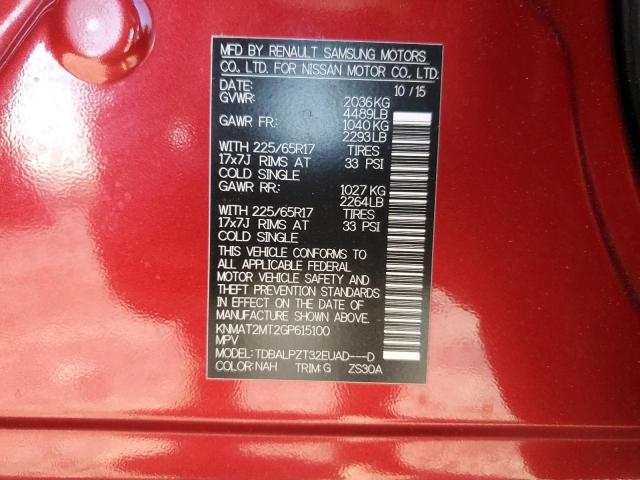 MFD BY RENAULT SAMSUNG MOTORS
CO., LTD. FOR NISSAN MOTOR CO., LTD.
DATE: 10/15
GVWR: 2036KG
4489LB
GAWR FR: 1040KG
2293LB
WITH 225/65R17 TIRES
17x7J RIMS AT 33 PSI
COLD SINGLE
GAWR RR: 1027KG
2264LB
WITH 225/65R17 TIRES
17x7J RIMS AT 33 PSI
COLD SINGLE
THIS VEHICLE CONFORMS TO
ALL APPLICABLE FEDERAL
MOTOR VEHICLE SAFETY AND
THEFT PREVENTION STANDARDS
IN EFFECT ON THE DATE OF
MANUFACTURE SHOWN ABOVE.
KNMAT2MT2GP615100
MPV
MODEL: TDBALPZT32EUAD---D
COLOR: NAH TRIM: G ZS30A